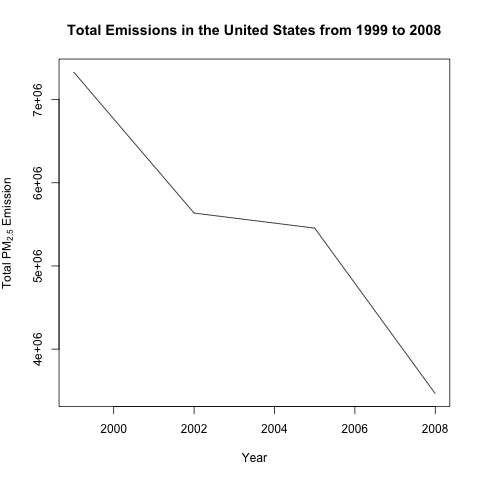 Total Emissions in the United States from 1999 to 2008
Total PM2.5 Emission
7e+06
6e+06
5e+06
4e+06
2000 2002 2004 2006 2008
Year